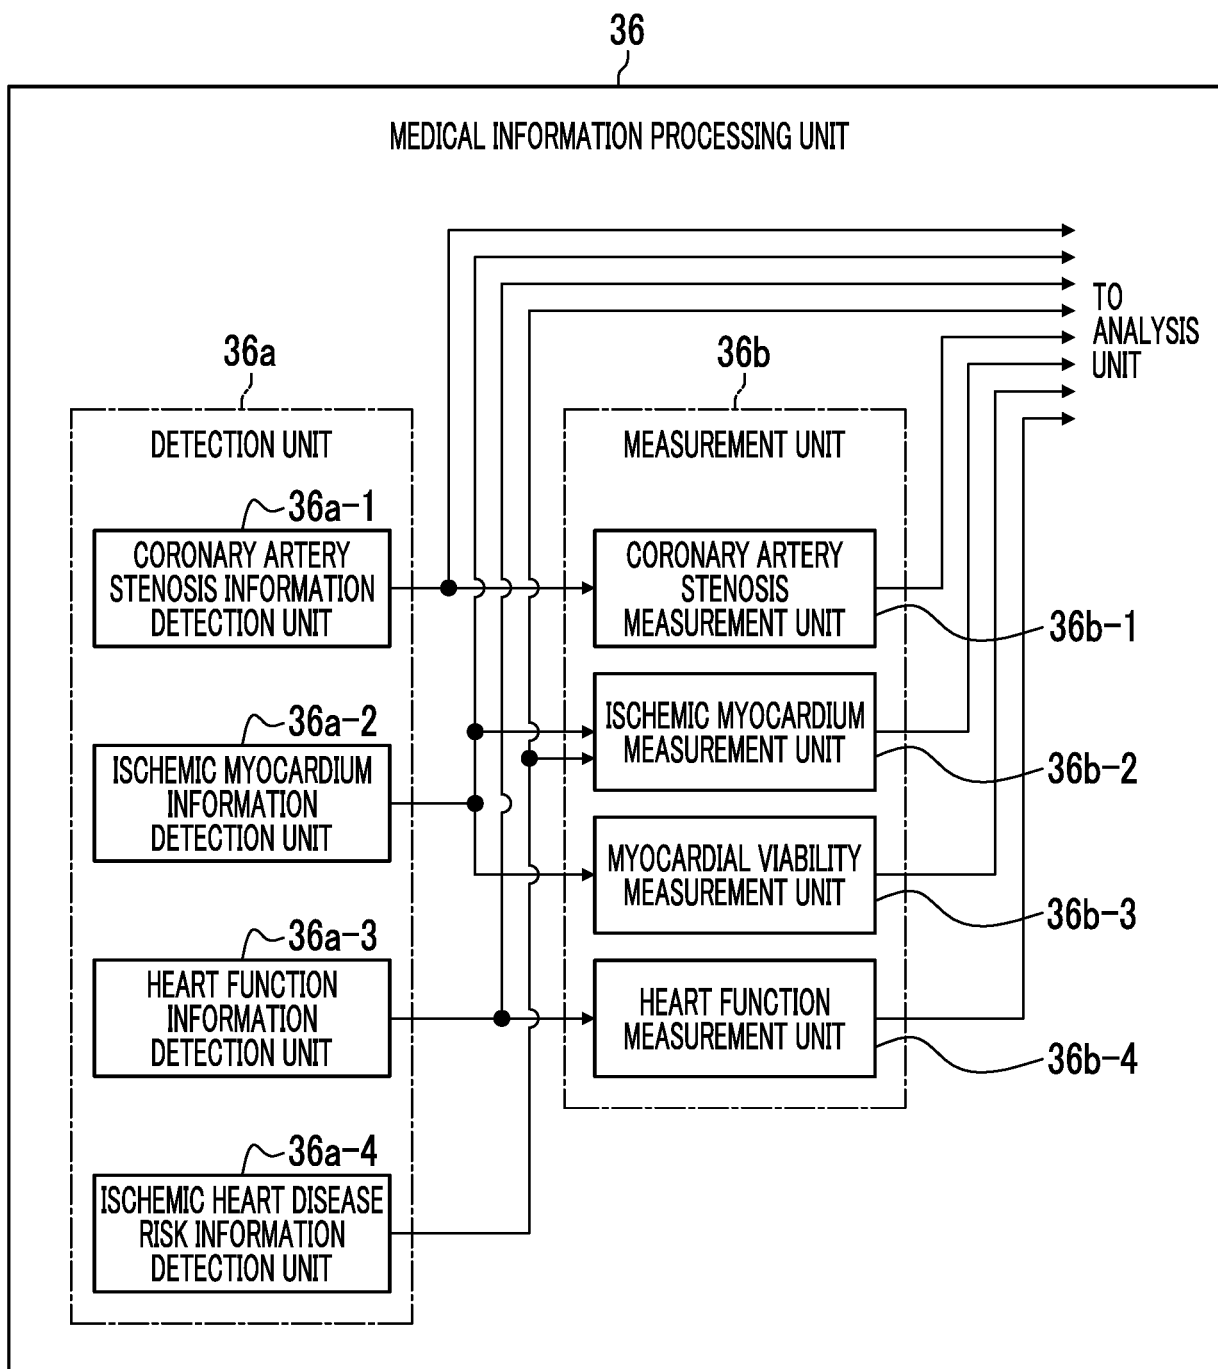 36
MEDICAL INFORMATION PROCESSING UNIT
TO
ANALYSIS
UNIT
36a
DETECTION UNIT
36a-1
CORONARY ARTERY
STENOSIS INFORMATION
DETECTION UNIT
36a-2
ISCHEMIC MYOCARDIUM
INFORMATION
DETECTION UNIT
36a-3
HEART FUNCTION
INFORMATION
DETECTION UNIT
36a-4
ISCHEMIC HEART DISEASE
RISK INFORMATION
DETECTION UNIT
36b
MEASUREMENT UNIT
CORONARY ARTERY
STENOSIS
MEASUREMENT UNIT
36b-1
ISCHEMIC MYOCARDIUM
MEASUREMENT UNIT
36b-2
MYOCARDIAL VIABILITY
MEASUREMENT UNIT
36b-3
HEART FUNCTION
MEASUREMENT UNIT
36b-4